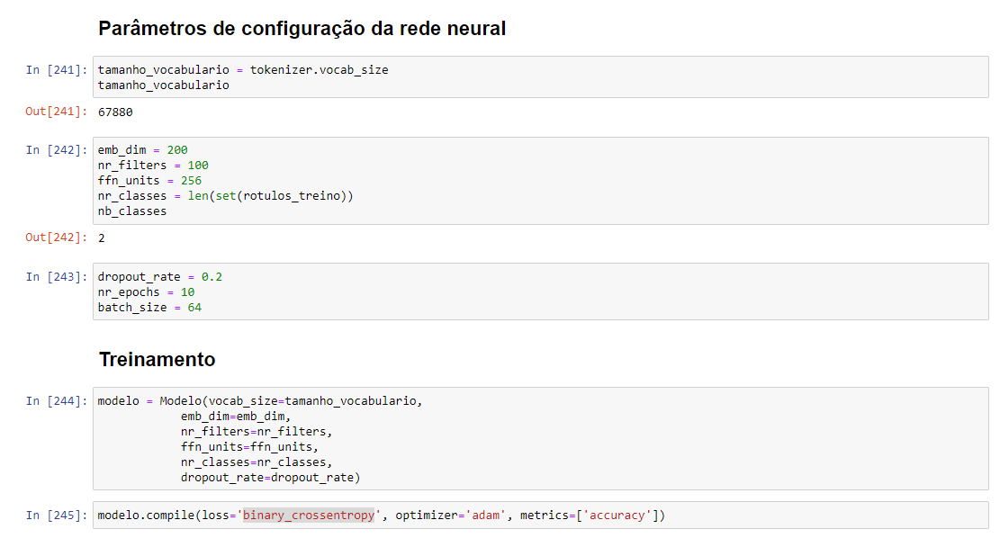 Parâmetros de configuração da rede neural
In [241]: tamanho_vocabulario = tokenizer.vocab_size
tamanho_vocabulario
Out[241]: 67880
In [242]: emb_dim = 200
nr_filters = 100
ffn_units = 256
nr_classes = len(set(rotulos_treino))
nb_classes
Out[242]: 2
In [243]: dropout_rate = 0.2
nr_epochs = 10
batch_size = 64
Treinamento
In [244]: modelo = Modelo(vocab_size=tamanho_vocabulario,
emb_dim=emb_dim,
nr_filters=nr_filters,
ffn_units=ffn_units,
nr_classes=nr_classes,
dropout_rate=dropout_rate)
In [245]: modelo.compile(loss='binary_crossentropy', optimizer='adam', metrics=['accuracy'])